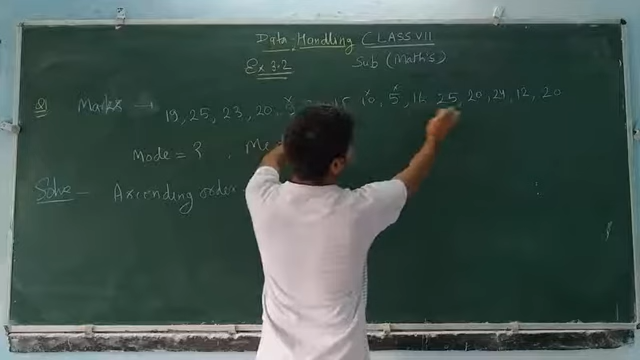 Data Handling CLASS VII
Ex 3.2 Sub (Math's)
Q1 Marks → 19, 25, 23, 20, 10, 5, 25, 20, 24, 12, 20
Mode = ? ,
Solve - Ascending order